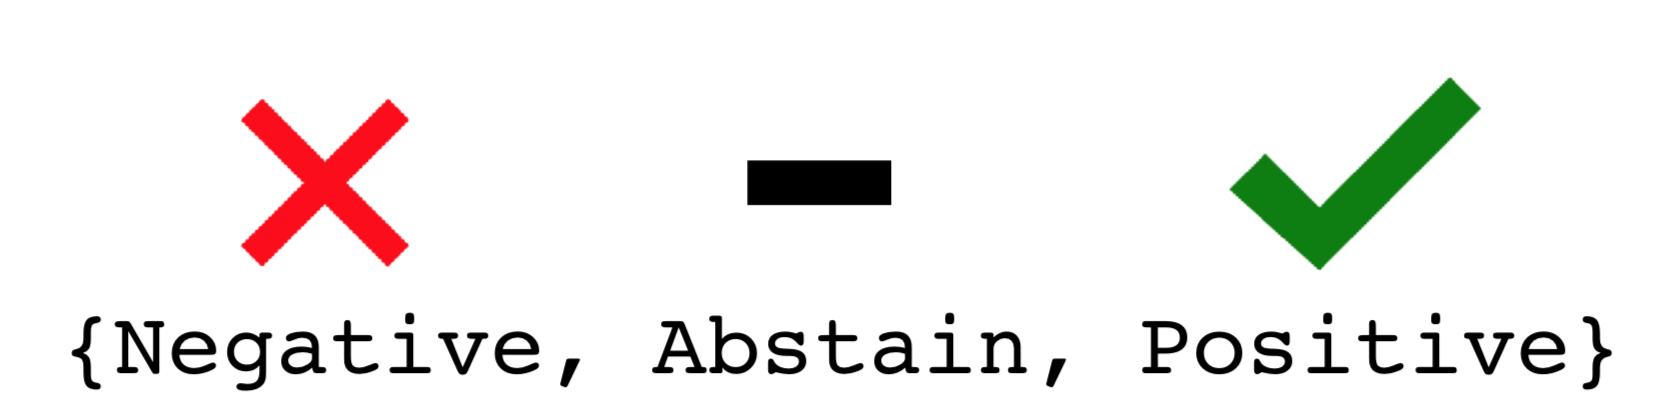 {Negative, Abstain, Positive}